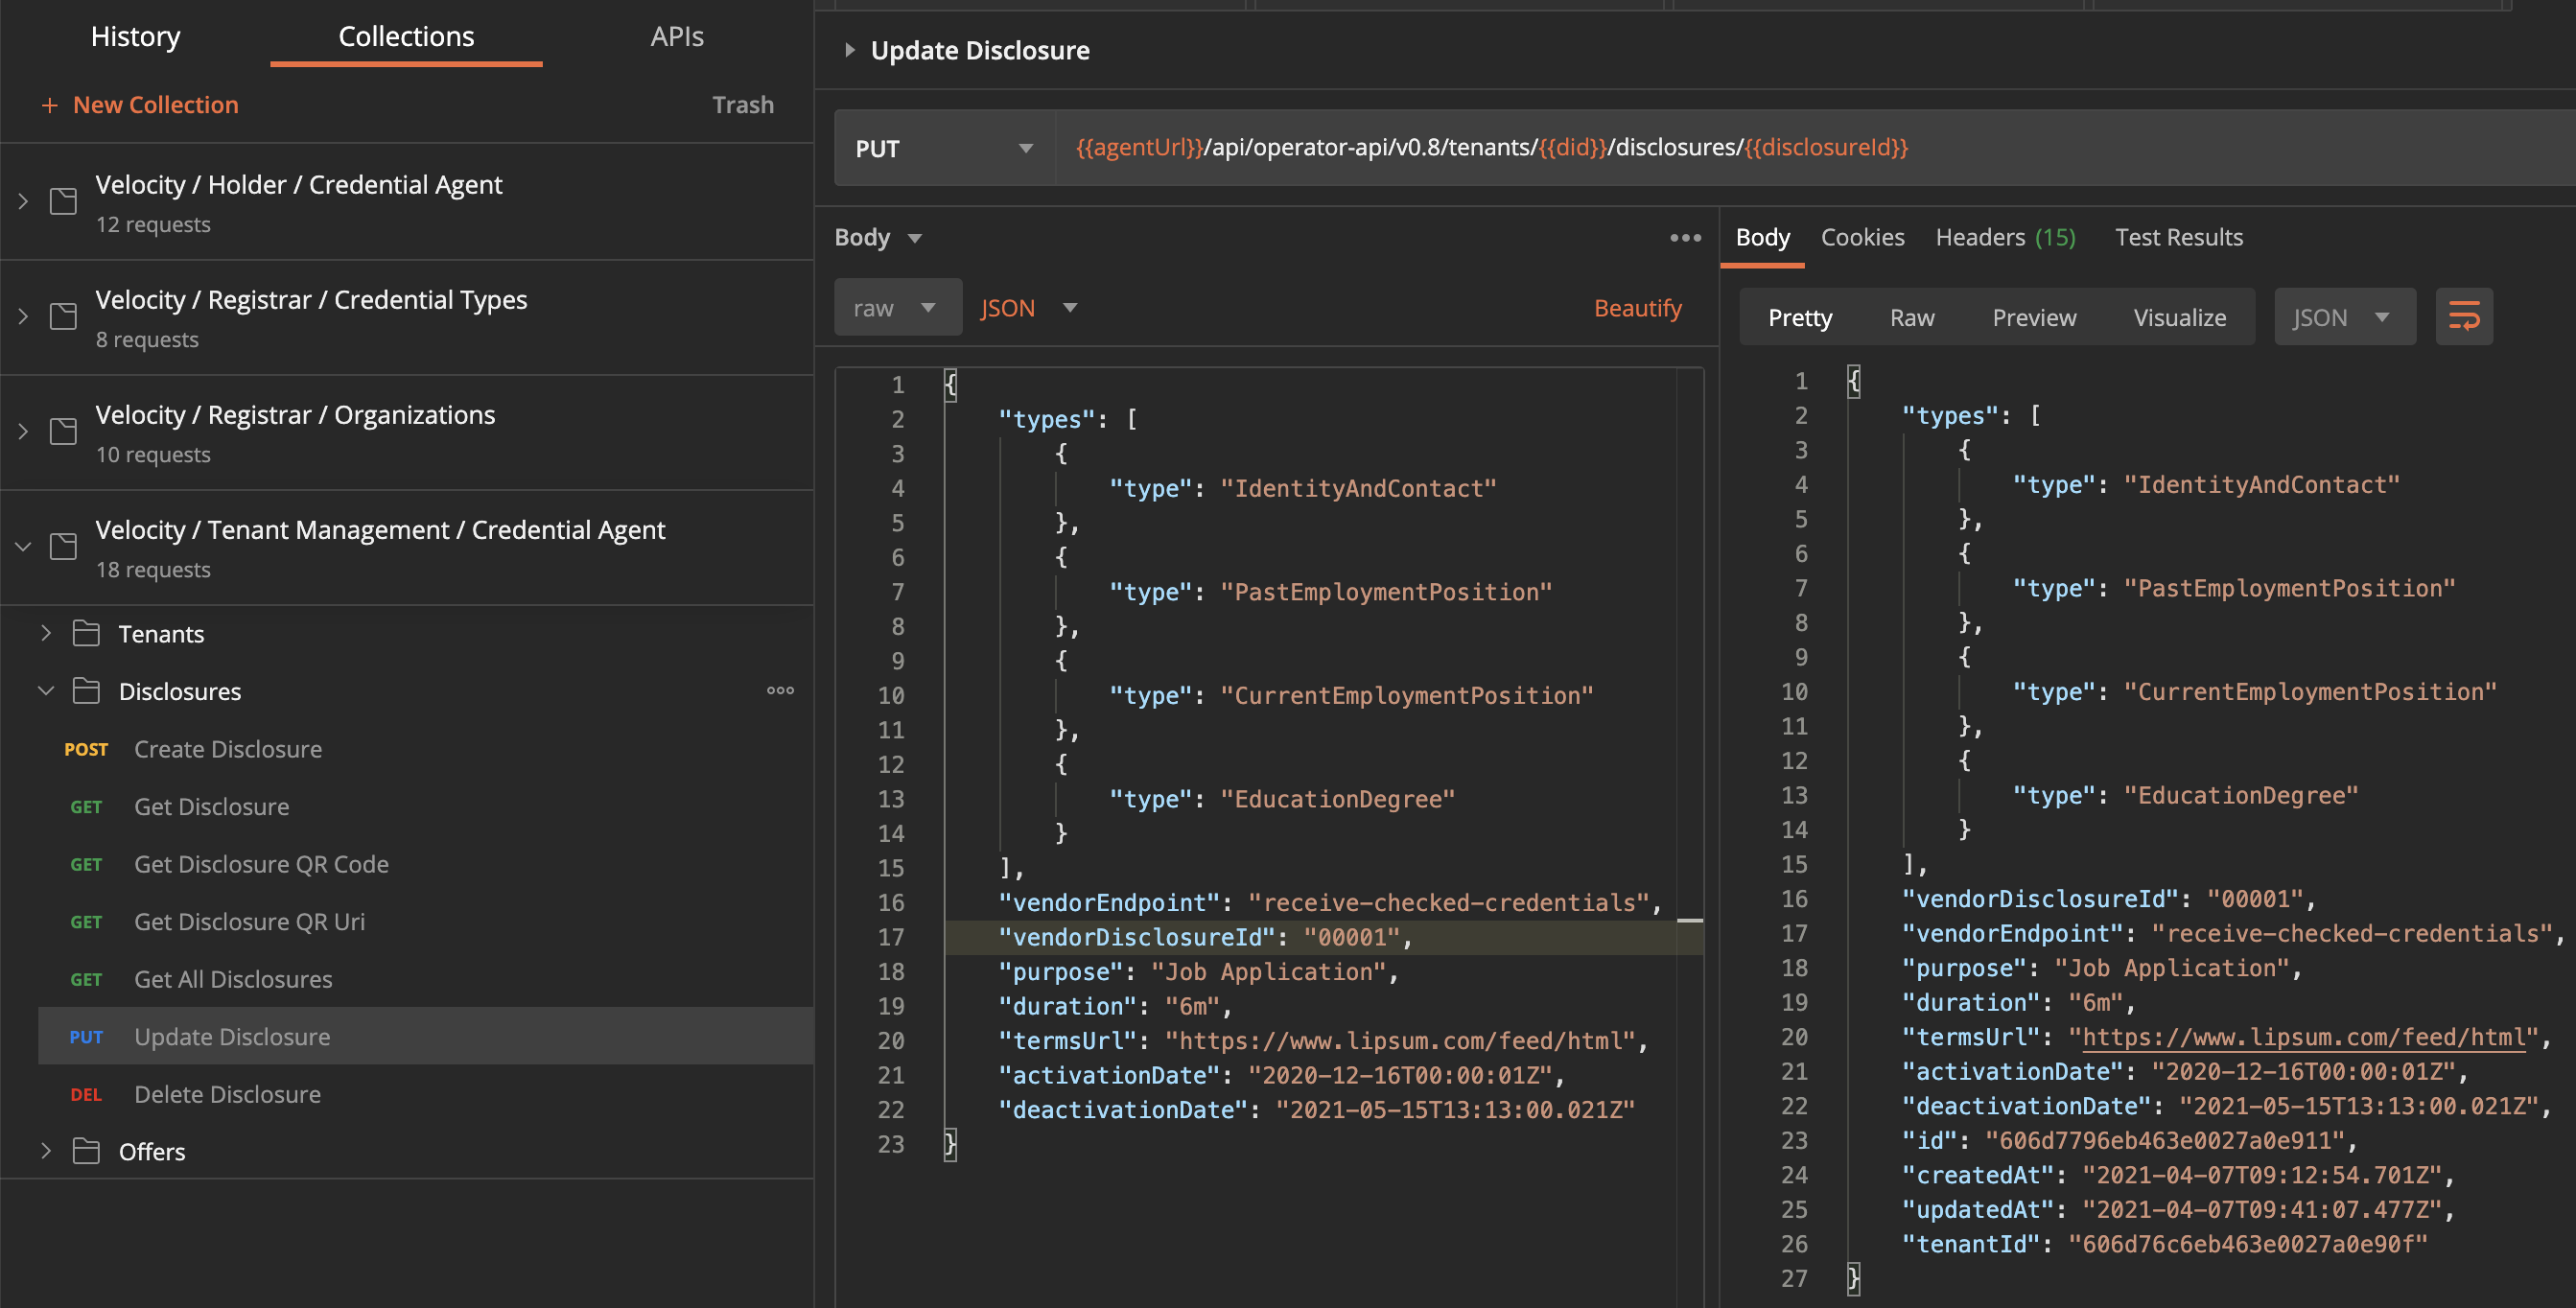 History
Collections
APIs
+ New Collection
Trash
Velocity / Holder / Credential Agent
12 requests
Velocity / Registrar / Credential Types
8 requests
Velocity / Registrar / Organizations
10 requests
Velocity / Tenant Management / Credential Agent
18 requests
Tenants
Disclosures
POST Create Disclosure
GET Get Disclosure
GET Get Disclosure QR Code
GET Get Disclosure QR Uri
GET Get All Disclosures
PUT Update Disclosure
DEL Delete Disclosure
Offers
Update Disclosure
PUT
{{agentUrl}}/api/operator-api/v0.8/tenants/{{did}}/disclosures/{{disclosureId}}
Body
raw
JSON
Beautify
1 {
2 "types": [
3 {
4 "type": "IdentityAndContact"
5 },
6 {
7 "type": "PastEmploymentPosition"
8 },
9 {
10 "type": "CurrentEmploymentPosition"
11 },
12 {
13 "type": "EducationDegree"
14 }
15 ],
16 "vendorEndpoint": "receive-checked-credentials",
17 "vendorDisclosureId": "00001",
18 "purpose": "Job Application",
19 "duration": "6m",
20 "termsUrl": "https://www.lipsum.com/feed/html",
21 "activationDate": "2020-12-16T00:00:01Z",
22 "deactivationDate": "2021-05-15T13:13:00.021Z"
23 }
Body
Cookies
Headers (15)
Test Results
Pretty
Raw
Preview
Visualize
JSON
1 {
2 "types": [
3 {
4 "type": "IdentityAndContact"
5 },
6 {
7 "type": "PastEmploymentPosition"
8 },
9 {
10 "type": "CurrentEmploymentPosition"
11 },
12 {
13 "type": "EducationDegree"
14 }
15 ],
16 "vendorDisclosureId": "00001",
17 "vendorEndpoint": "receive-checked-credentials",
18 "purpose": "Job Application",
19 "duration": "6m",
20 "termsUrl": "https://www.lipsum.com/feed/html",
21 "activationDate": "2020-12-16T00:00:01Z",
22 "deactivationDate": "2021-05-15T13:13:00.021Z",
23 "id": "606d7796eb463e0027a0e911",
24 "createdAt": "2021-04-07T09:12:54.701Z",
25 "updatedAt": "2021-04-07T09:41:07.477Z",
26 "tenantId": "606d76c6eb463e0027a0e90f"
27 }